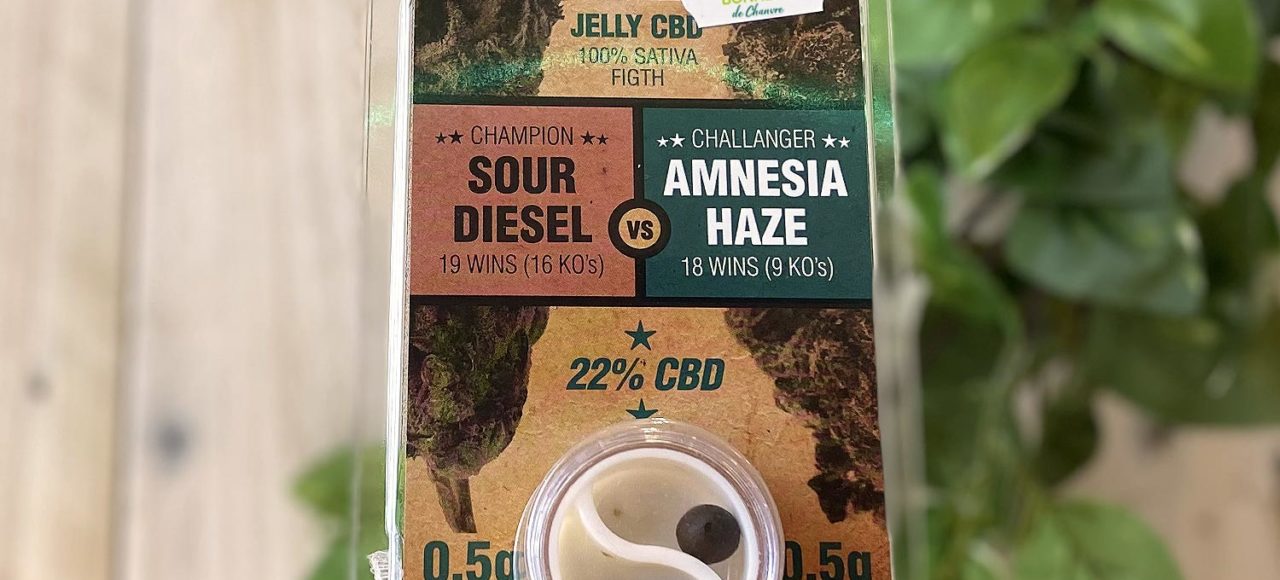 de Chanvre
JELLY CBD
100% SATIVA
FIGTH
★★ CHAMPION ★★
SOUR
DIESEL
19 WINS (16 KO's)
VS
★★ CHALLANGER ★★
AMNESIA
HAZE
18 WINS (9 KO's)
22% CBD
0.5g
0.5g